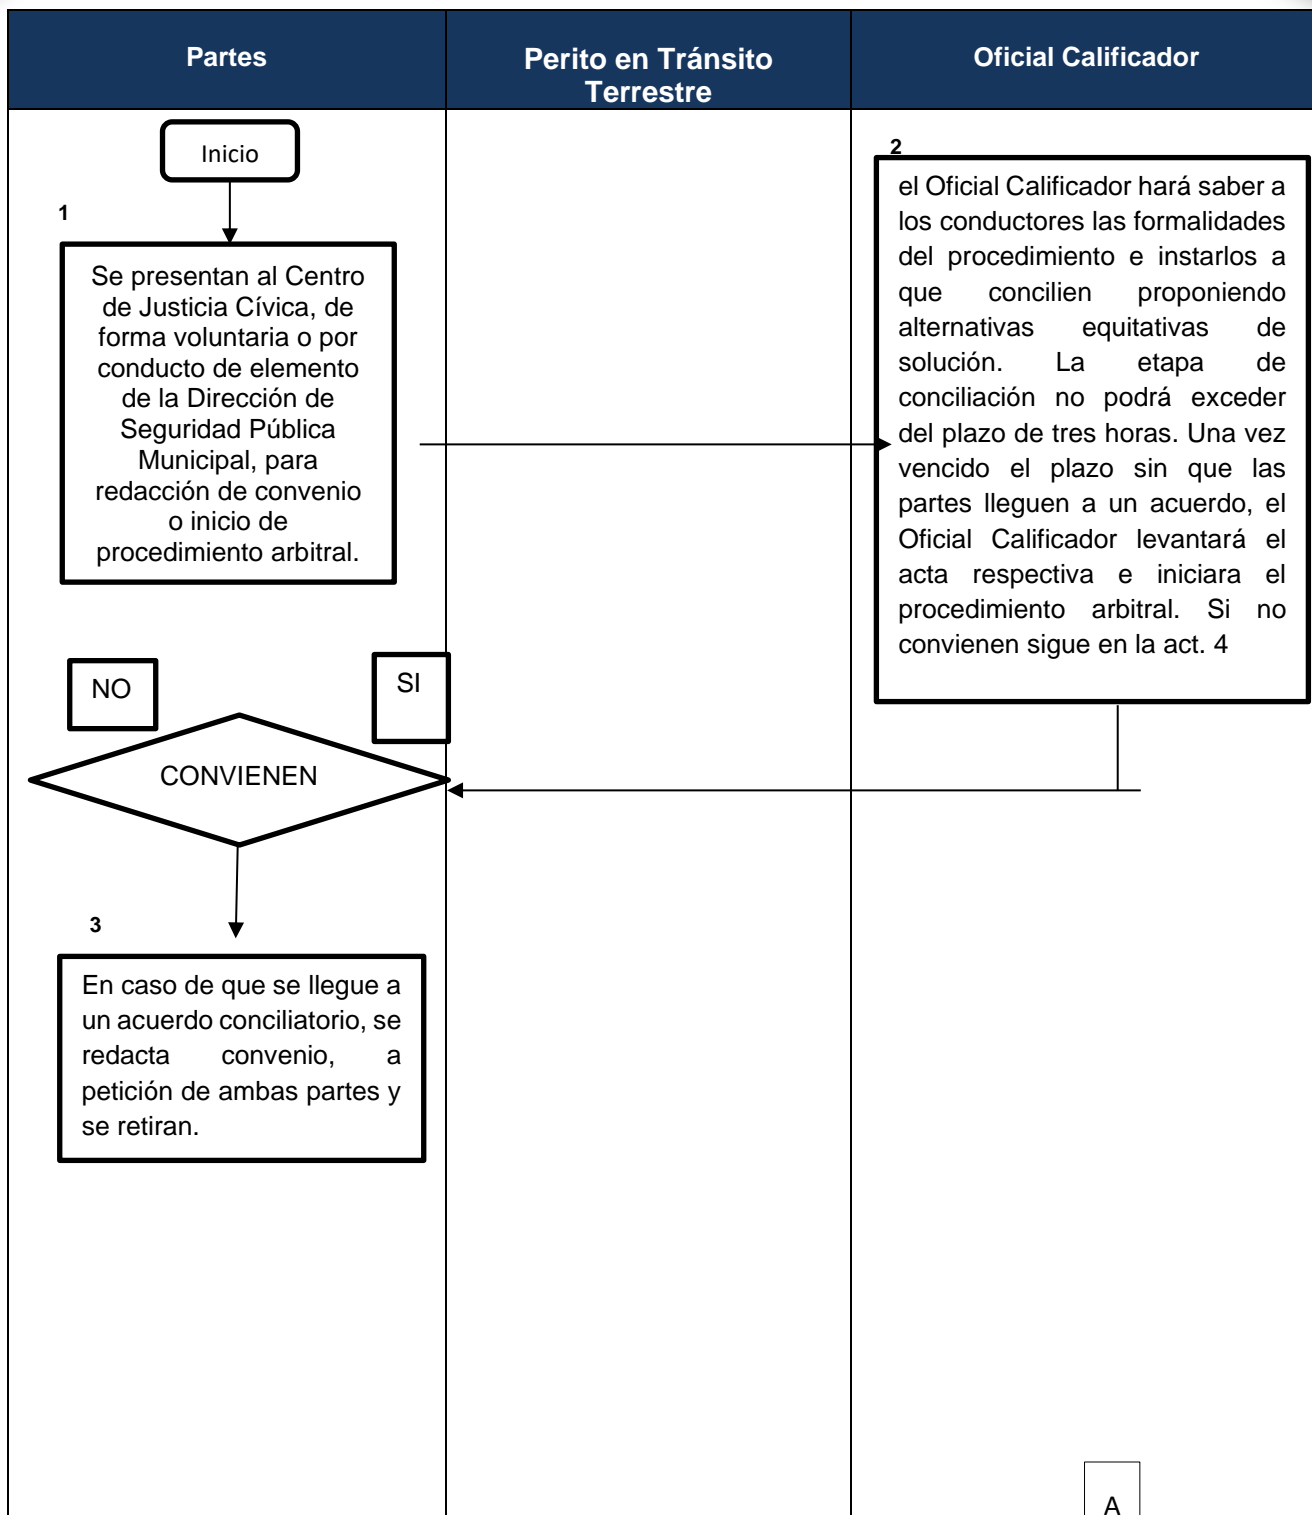 Partes
Perito en Tránsito
Terrestre
Oficial Calificador
Inicio
1
Se presentan al Centro
de Justicia Cívica, de
forma voluntaria o por
conducto de elemento
de la Dirección de
Seguridad Pública
Municipal, para
redacción de convenio
o inicio de
procedimiento arbitral.
2
el Oficial Calificador hará saber a
los conductores las formalidades
del procedimiento e instarlos a
que concilien proponiendo
alternativas equitativas de
solución. La etapa de
conciliación no podrá exceder
del plazo de tres horas. Una vez
vencido el plazo sin que las
partes lleguen a un acuerdo, el
Oficial Calificador levantará el
acta respectiva e iniciara el
procedimiento arbitral. Si no
convienen sigue en la act. 4
NO
SI
CONVIENEN
3
En caso de que se llegue a
un acuerdo conciliatorio, se
redacta convenio, a
petición de ambas partes y
se retiran.
A